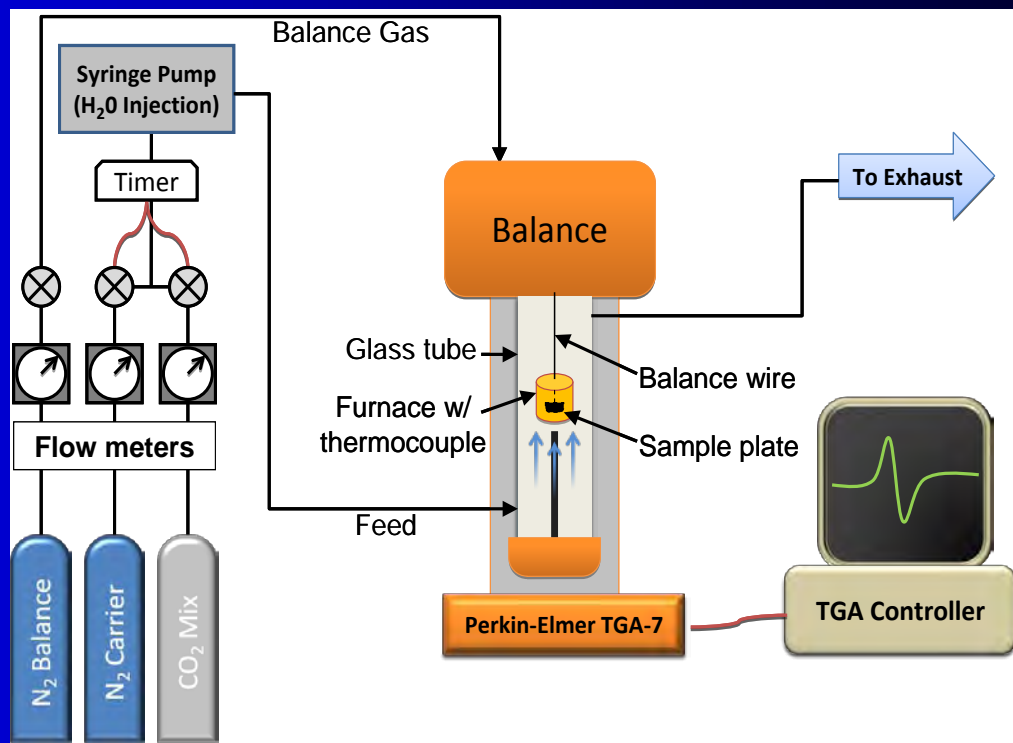 Balance Gas
Syringe Pump
(H₂0 Injection)
To Exhaust
Timer
Balance
Glass tube
Balance wire
Furnace w/
thermocouple
Sample plate
Flow meters
Feed
N₂ Balance
N₂ Carrier
CO₂ Mix
Perkin-Elmer TGA-7
TGA Controller